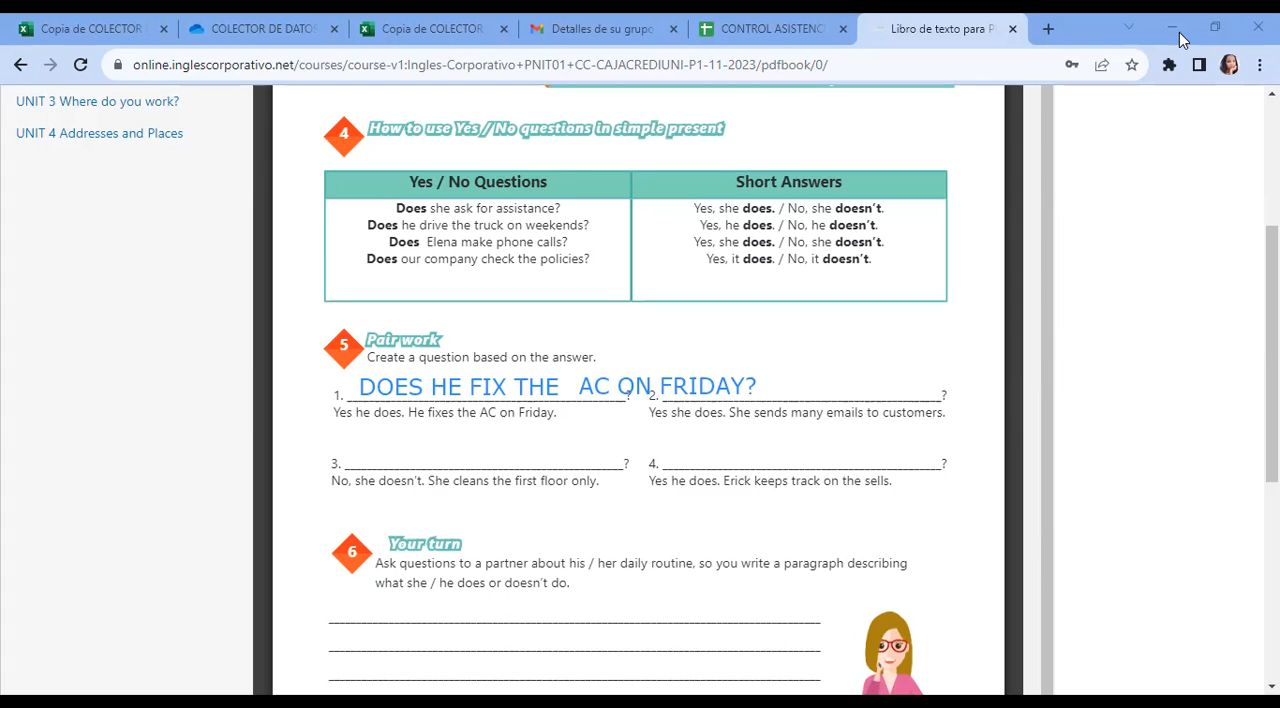 Copia de COLECTOR
COLECTOR DE DATOS
Copia de COLECTOR
Detalles de su grupo
CONTROL ASISTENC
Libro de texto para P
online.inglescorporativo.net/courses/course-v1:Ingles-Corporativo+PNIT01+CC-CAJACREDIUNI-P1-11-2023/pdfbook/0/
UNIT 3 Where do you work?
UNIT 4 Addresses and Places
4 How to use Yes / No questions in simple present
Yes / No Questions
Does she ask for assistance?
Does he drive the truck on weekends?
Does Elena make phone calls?
Does our company check the policies?
Short Answers
Yes, she does. / No, she doesn't.
Yes, he does. / No, he doesn't.
Yes, she does. / No, she doesn't.
Yes, it does. / No, it doesn't.
5 Pair work
Create a question based on the answer.
DOES HE FIX THE AC ON FRIDAY?
1. ________________________________________?
Yes he does. He fixes the AC on Friday.
2. ________________________________________?
Yes she does. She sends many emails to customers.
3. ________________________________________?
No, she doesn't. She cleans the first floor only.
4. ________________________________________?
Yes he does. Erick keeps track on the sells.
6 Your turn
Ask questions to a partner about his / her daily routine, so you write a paragraph describing
what she / he does or doesn't do.